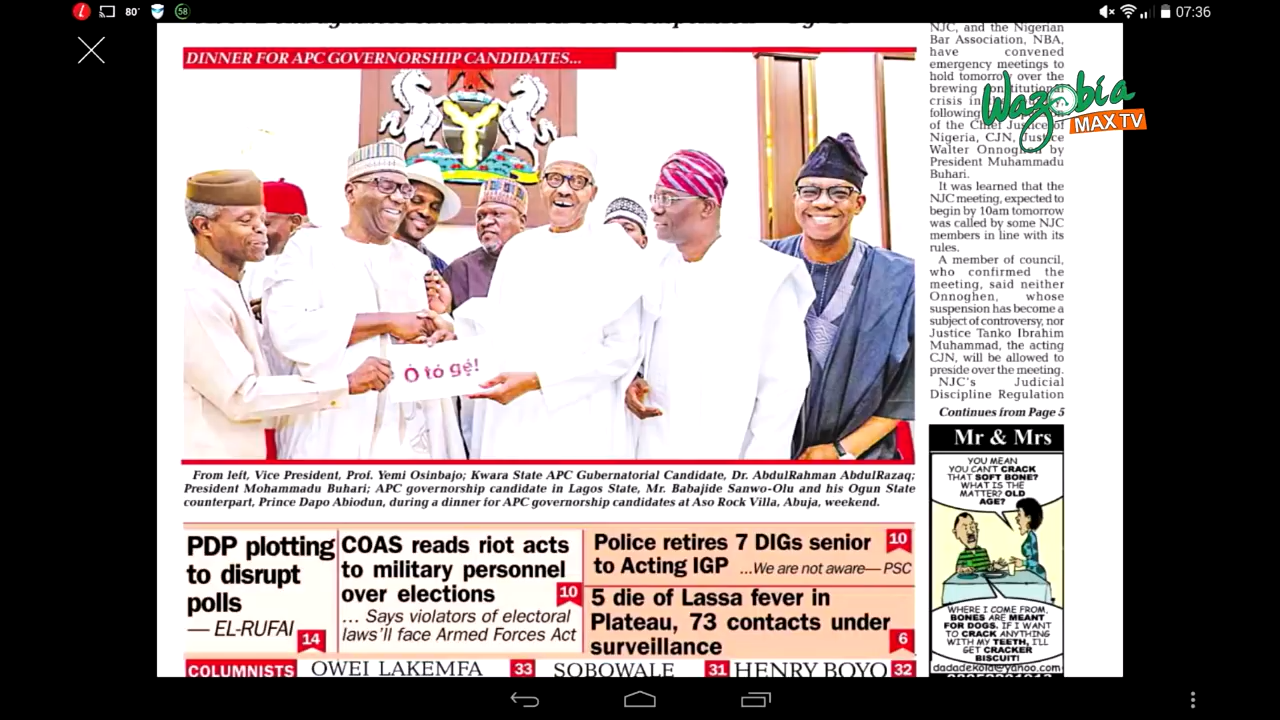 80°
58
07:36
DINNER FOR APC GOVERNORSHIP CANDIDATES...
Ó tó gẹ́!
From left, Vice President, Prof. Yemi Osinbajo; Kwara State APC Gubernatorial Candidate, Dr. AbdulRahman AbdulRazaq;
President Mohammadu Buhari; APC governorship candidate in Lagos State, Mr. Babajide Sanwo-Olu and his Ogun State
counterpart, Prince Dapo Abiodun, during a dinner for APC governorship candidates at Aso Rock Villa, Abuja, weekend.
NJC, and the Nigerian
Bar Association, NBA,
have convened
emergency meetings to
hold tomorrow over the
brewing constitutional
crisis in
following
of the Chief Justice of
Nigeria, CJN, Justice
Walter Onnoghen by
President Muhammadu
Buhari.
It was learned that the
NJC meeting, expected to
begin by 10am tomorrow
was called by some NJC
members in line with its
rules.
A member of council,
who confirmed the
meeting, said neither
Onnoghen, whose
suspension has become a
subject of controversy, nor
Justice Tanko Ibrahim
Muhammad, the acting
CJN, will be allowed to
preside over the meeting.
NJC's Judicial
Discipline Regulation
Continues from Page 5
Wazobia
MAX TV
Mr & Mrs
YOU MEAN
YOU CAN'T CRACK
THAT SOFT BONE?
WHAT IS THE
MATTER? OLD
AGE?
WHERE I COME FROM,
BONES ARE MEANT
FOR DOGS. IF I WANT
TO CRACK ANYTHING
WITH MY TEETH, I'LL
GET CRACKER
BISCUIT!
dadadekola@yahoo.com
PDP plotting
to disrupt
polls
— EL-RUFAI 14
COAS reads riot acts
to military personnel
over elections 10
... Says violators of electoral
laws'll face Armed Forces Act
Police retires 7 DIGs senior 10
to Acting IGP ...We are not aware— PSC
5 die of Lassa fever in
Plateau, 73 contacts under
surveillance 6
COLUMNISTS OWEI LAKEMFA 33 SOBOWALE 31 HENRY BOYO 32